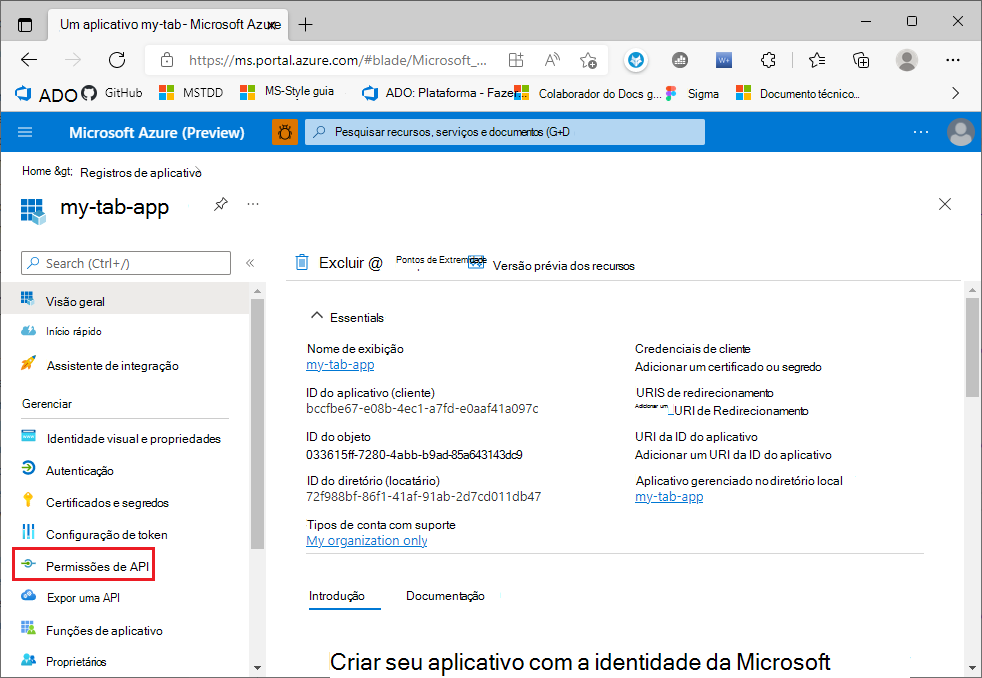 Um aplicativo my-tab - Microsoft Azure
https://ms.portal.azure.com/#blade/Microsoft_...
ADO
GitHub
MSTDD
MS-Style guia
ADO: Plataforma - Fazer
Colaborador do Docs g...
Sigma
Documento técnico...
Microsoft Azure (Preview)
Pesquisar recursos, serviços e documentos (G+D
Home &gt;
Registros de aplicativo
my-tab-app
Search (Ctrl+/)
Excluir @
Pontos de Extremidade
Versão prévia dos recursos
Visão geral
Início rápido
Assistente de integração
Gerenciar
Identidade visual e propriedades
Autenticação
Certificados e segredos
Configuração de token
Permissões de API
Expor uma API
Funções de aplicativo
Proprietários
Essentials
Nome de exibição
my-tab-app
ID do aplicativo (cliente)
bccfbe67-e08b-4ec1-a7fd-e0aaf41a097c
ID do objeto
033615ff-7280-4abb-b9ad-85a643143dc9
ID do diretório (locatário)
72f988bf-86f1-41af-91ab-2d7cd011db47
Tipos de conta com suporte
My organization only
Credenciais de cliente
Adicionar um certificado ou segredo
URIS de redirecionamento
Adicionar um URI de Redirecionamento
URI da ID do aplicativo
Adicionar um URI da ID do aplicativo
Aplicativo gerenciado no diretório local
my-tab-app
Introdução
Documentação
Criar seu aplicativo com a identidade da Microsoft